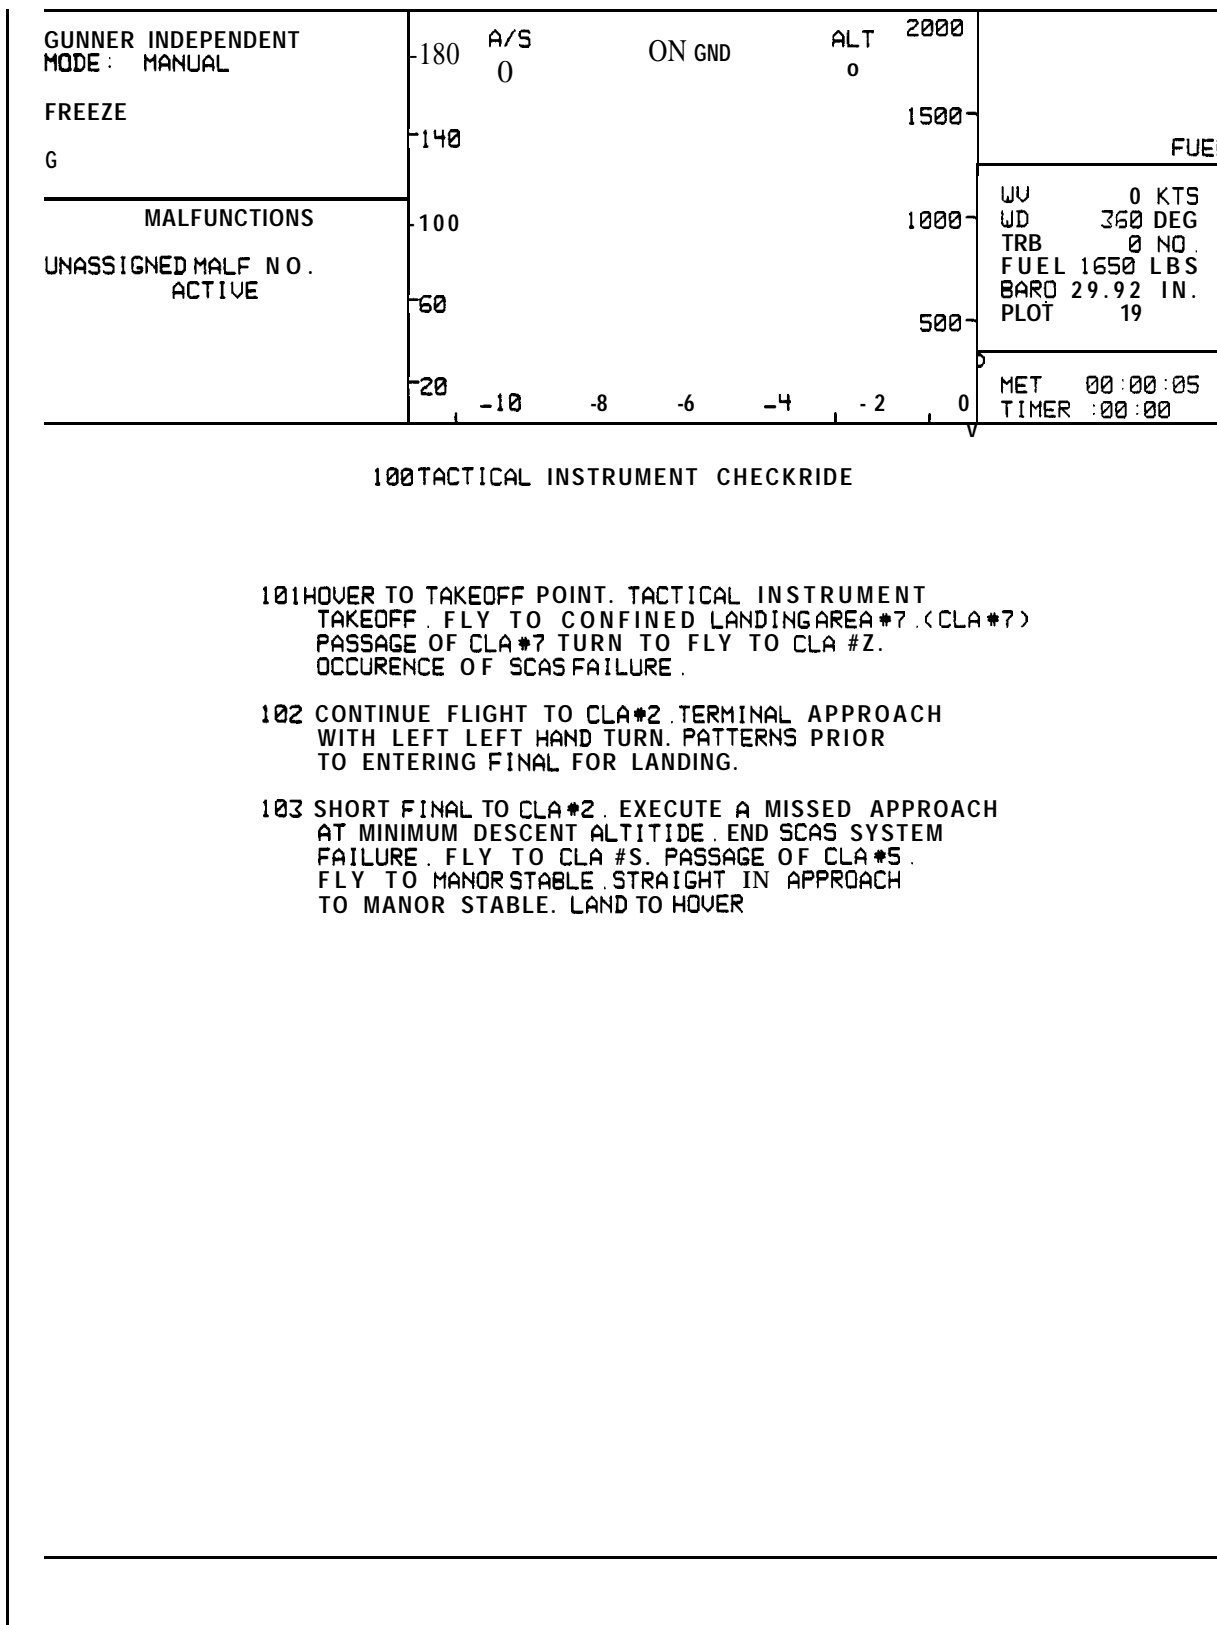 GUNNER INDEPENDENT
MODE: MANUAL
FREEZE
G
MALFUNCTIONS
UNASSIGNED MALF NO.
ACTIVE
A/S
0
ON GND
ALT
0
-180
-140
-100
-60
-20
2000
1500-
1000-
500-
-10 -8 -6 -4 -2 0
V
FUE
WV 0 KTS
WD 360 DEG
TRB 0 NO.
FUEL 1650 LBS
BARO 29.92 IN.
PLOT 19
MET 00:00:05
TIMER :00:00
100 TACTICAL INSTRUMENT CHECKRIDE
101 HOVER TO TAKEOFF POINT. TACTICAL INSTRUMENT
TAKEOFF. FLY TO CONFINED LANDING AREA #7.(CLA #7)
PASSAGE OF CLA #7 TURN TO FLY TO CLA #Z.
OCCURENCE OF SCAS FAILURE.
102 CONTINUE FLIGHT TO CLA #2. TERMINAL APPROACH
WITH LEFT LEFT HAND TURN. PATTERNS PRIOR
TO ENTERING FINAL FOR LANDING.
103 SHORT FINAL TO CLA #2. EXECUTE A MISSED APPROACH
AT MINIMUM DESCENT ALTITIDE. END SCAS SYSTEM
FAILURE. FLY TO CLA #S. PASSAGE OF CLA #5.
FLY TO MANOR STABLE. STRAIGHT IN APPROACH
TO MANOR STABLE. LAND TO HOVER